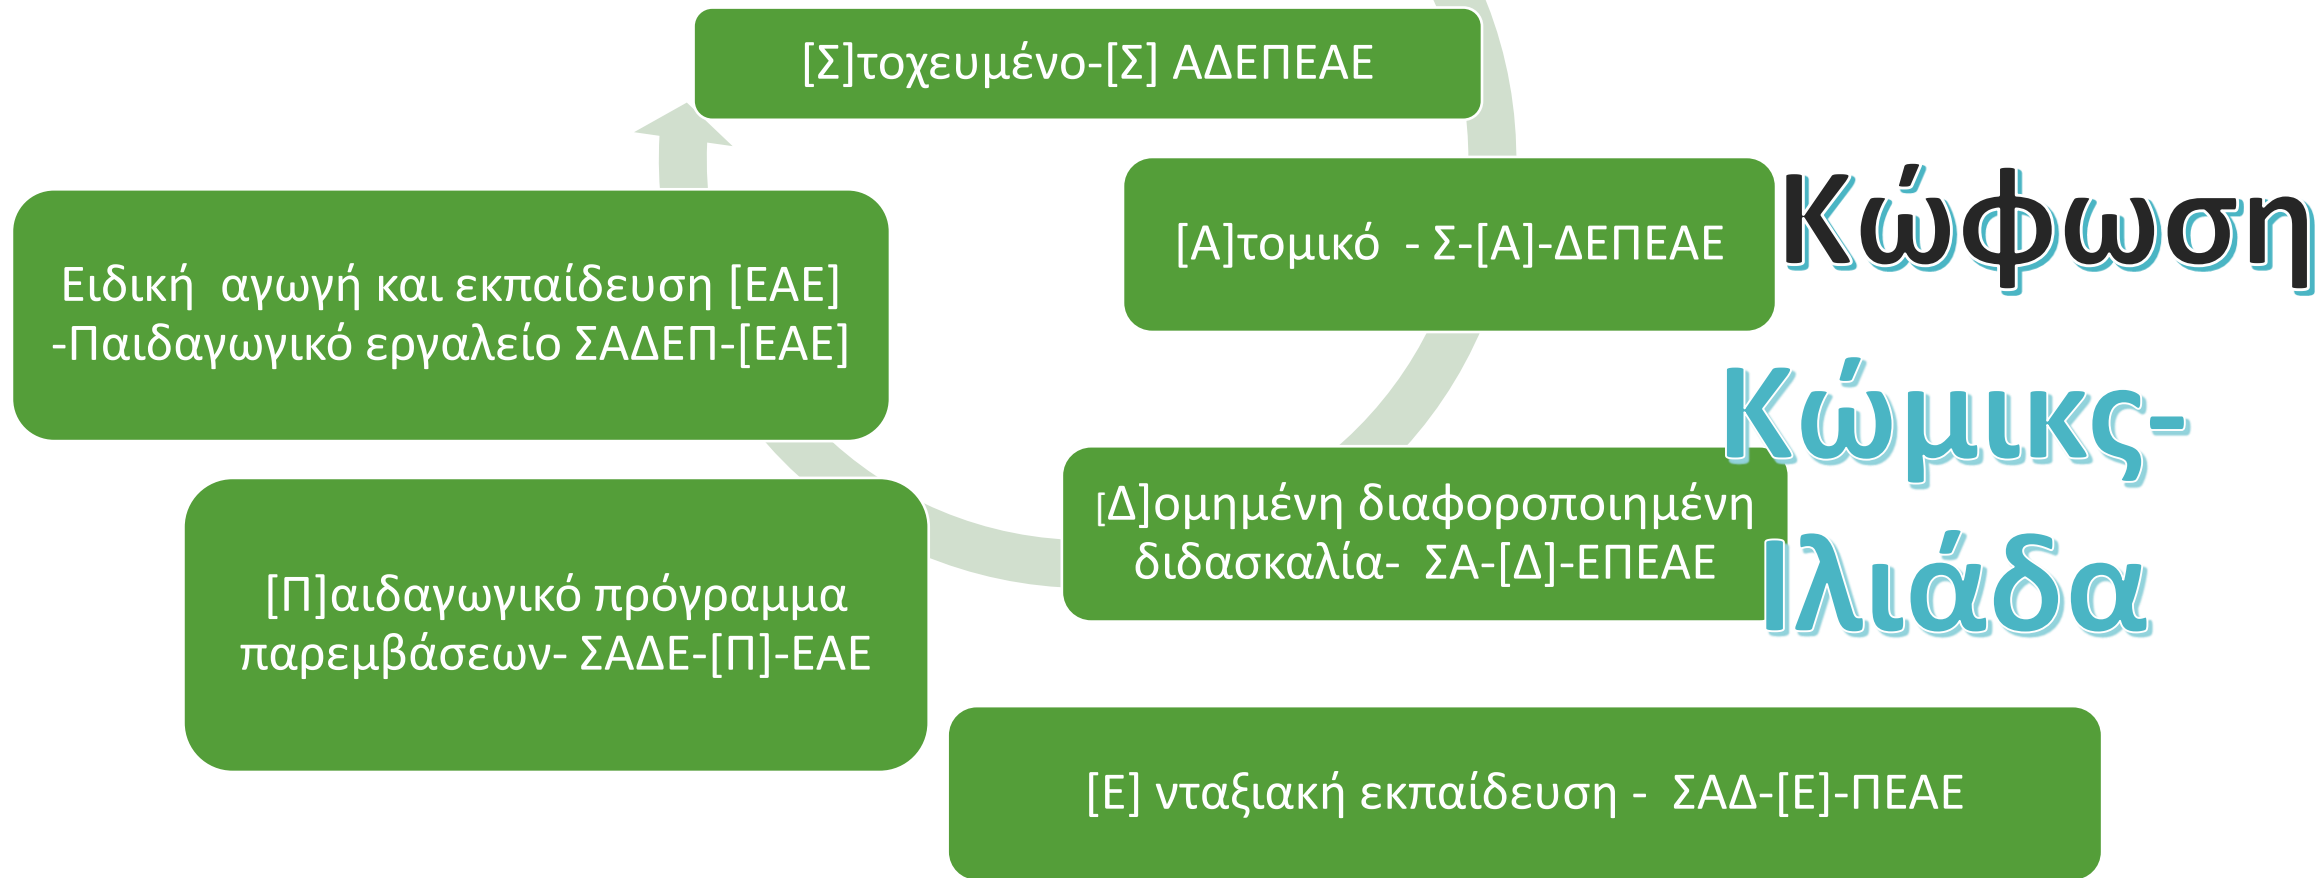 [Σ]τοχευμένο-[Σ] ΑΔΕΠΕΑΕ
[Α]τομικό - Σ-[Α]-ΔΕΠΕΑΕ
Κώφωση
Ειδική αγωγή και εκπαίδευση [ΕΑΕ]
-Παιδαγωγικό εργαλείο ΣΑΔΕΠ-[ΕΑΕ]
Κώμικς-
[Δ]ομημένη διαφοροποιημένη
διδασκαλία- ΣΑ-[Δ]-ΕΠΕΑΕ
Ιλιάδα
[Π]αιδαγωγικό πρόγραμμα
παρεμβάσεων- ΣΑΔΕ-[Π]-ΕΑΕ
[Ε] νταξιακή εκπαίδευση - ΣΑΔ-[Ε]-ΠΕΑΕ